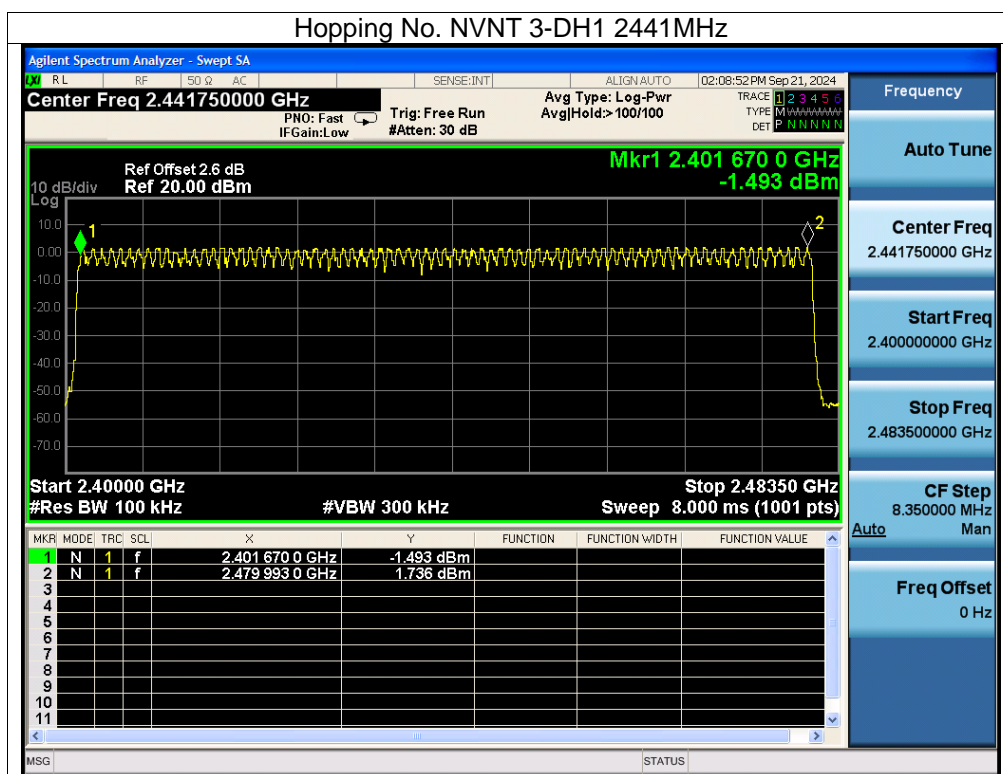 Hopping No. NVNT 3-DH1 2441MHz
Agilent Spectrum Analyzer - Swept SA
LXI RL RF 50 Ω AC SENSE:INT ALIGN AUTO 02:08:52 PM Sep 21, 2024
Center Freq 2.441750000 GHz
PNO: Fast
IFGain:Low
Trig: Free Run
#Atten: 30 dB
Avg Type: Log-Pwr
Avg|Hold:>100/100
TRACE 1 2 3 4 5 6
TYPE M
DET P N N N N N
Mkr1 2.401 670 0 GHz
-1.493 dBm
Ref Offset 2.6 dB
Ref 20.00 dBm
10 dB/div
Log
10.0
0.00
-10.0
-20.0
-30.0
-40.0
-50.0
-60.0
-70.0
1
2
Start 2.40000 GHz Stop 2.48350 GHz
#Res BW 100 kHz #VBW 300 kHz Sweep 8.000 ms (1001 pts)
MKR MODE TRC SCL X Y FUNCTION FUNCTION WIDTH FUNCTION VALUE
1 N 1 f 2.401 670 0 GHz -1.493 dBm
2 N 1 f 2.479 993 0 GHz 1.736 dBm
3
4
5
6
7
8
9
10
11
MSG STATUS
Frequency
Auto Tune
Center Freq
2.441750000 GHz
Start Freq
2.400000000 GHz
Stop Freq
2.483500000 GHz
CF Step
8.350000 MHz
Auto Man
Freq Offset
0 Hz